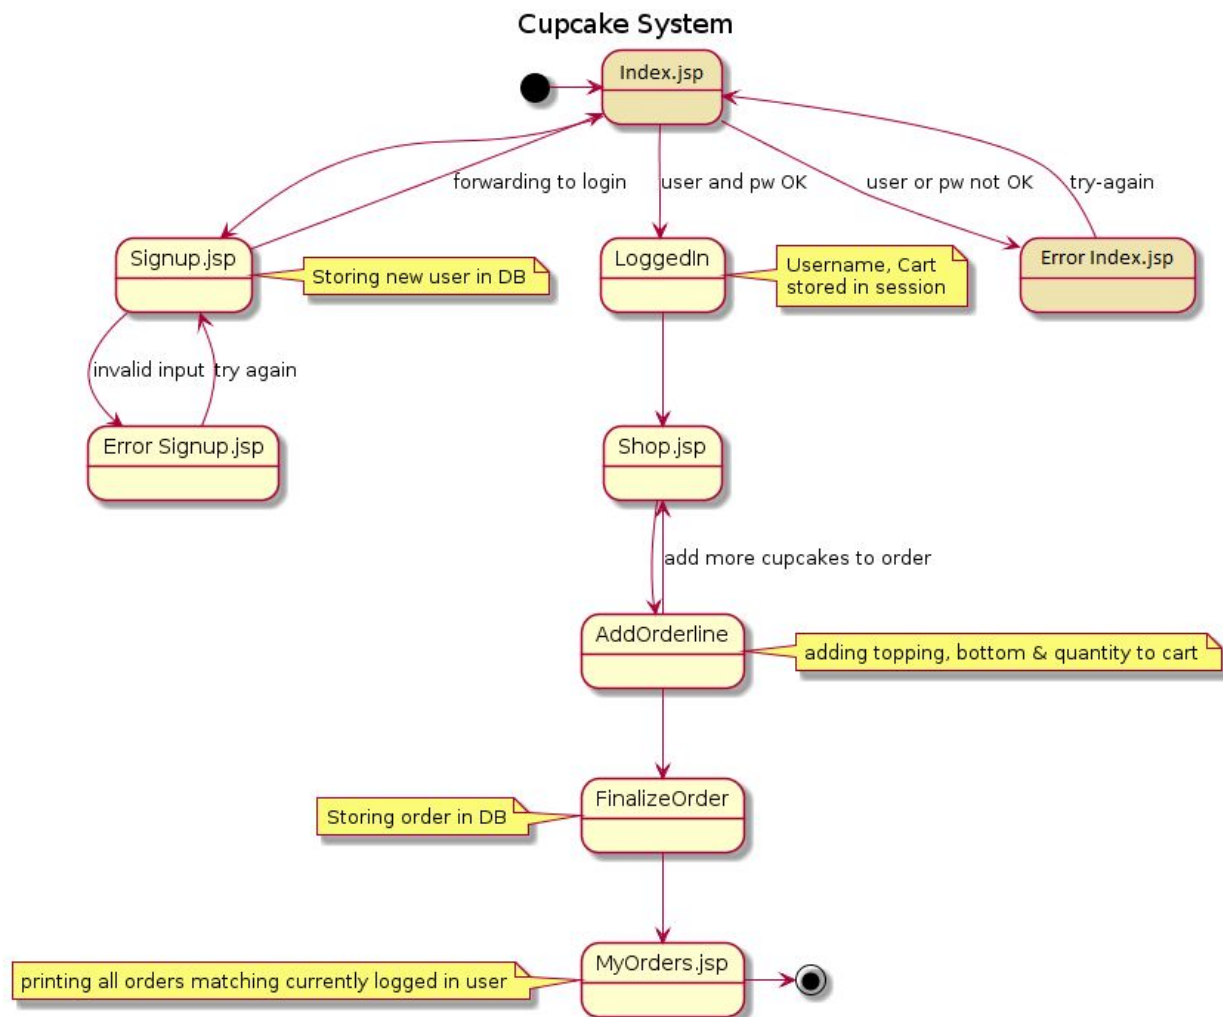 Cupcake System
Index.jsp
forwarding to login
user and pw OK
user or pw not OK
try-again
Signup.jsp
Storing new user in DB
LoggedIn
Username, Cart
stored in session
Error Index.jsp
invalid input
try again
Error Signup.jsp
Shop.jsp
add more cupcakes to order
AddOrderline
adding topping, bottom & quantity to cart
FinalizeOrder
Storing order in DB
MyOrders.jsp
printing all orders matching currently logged in user